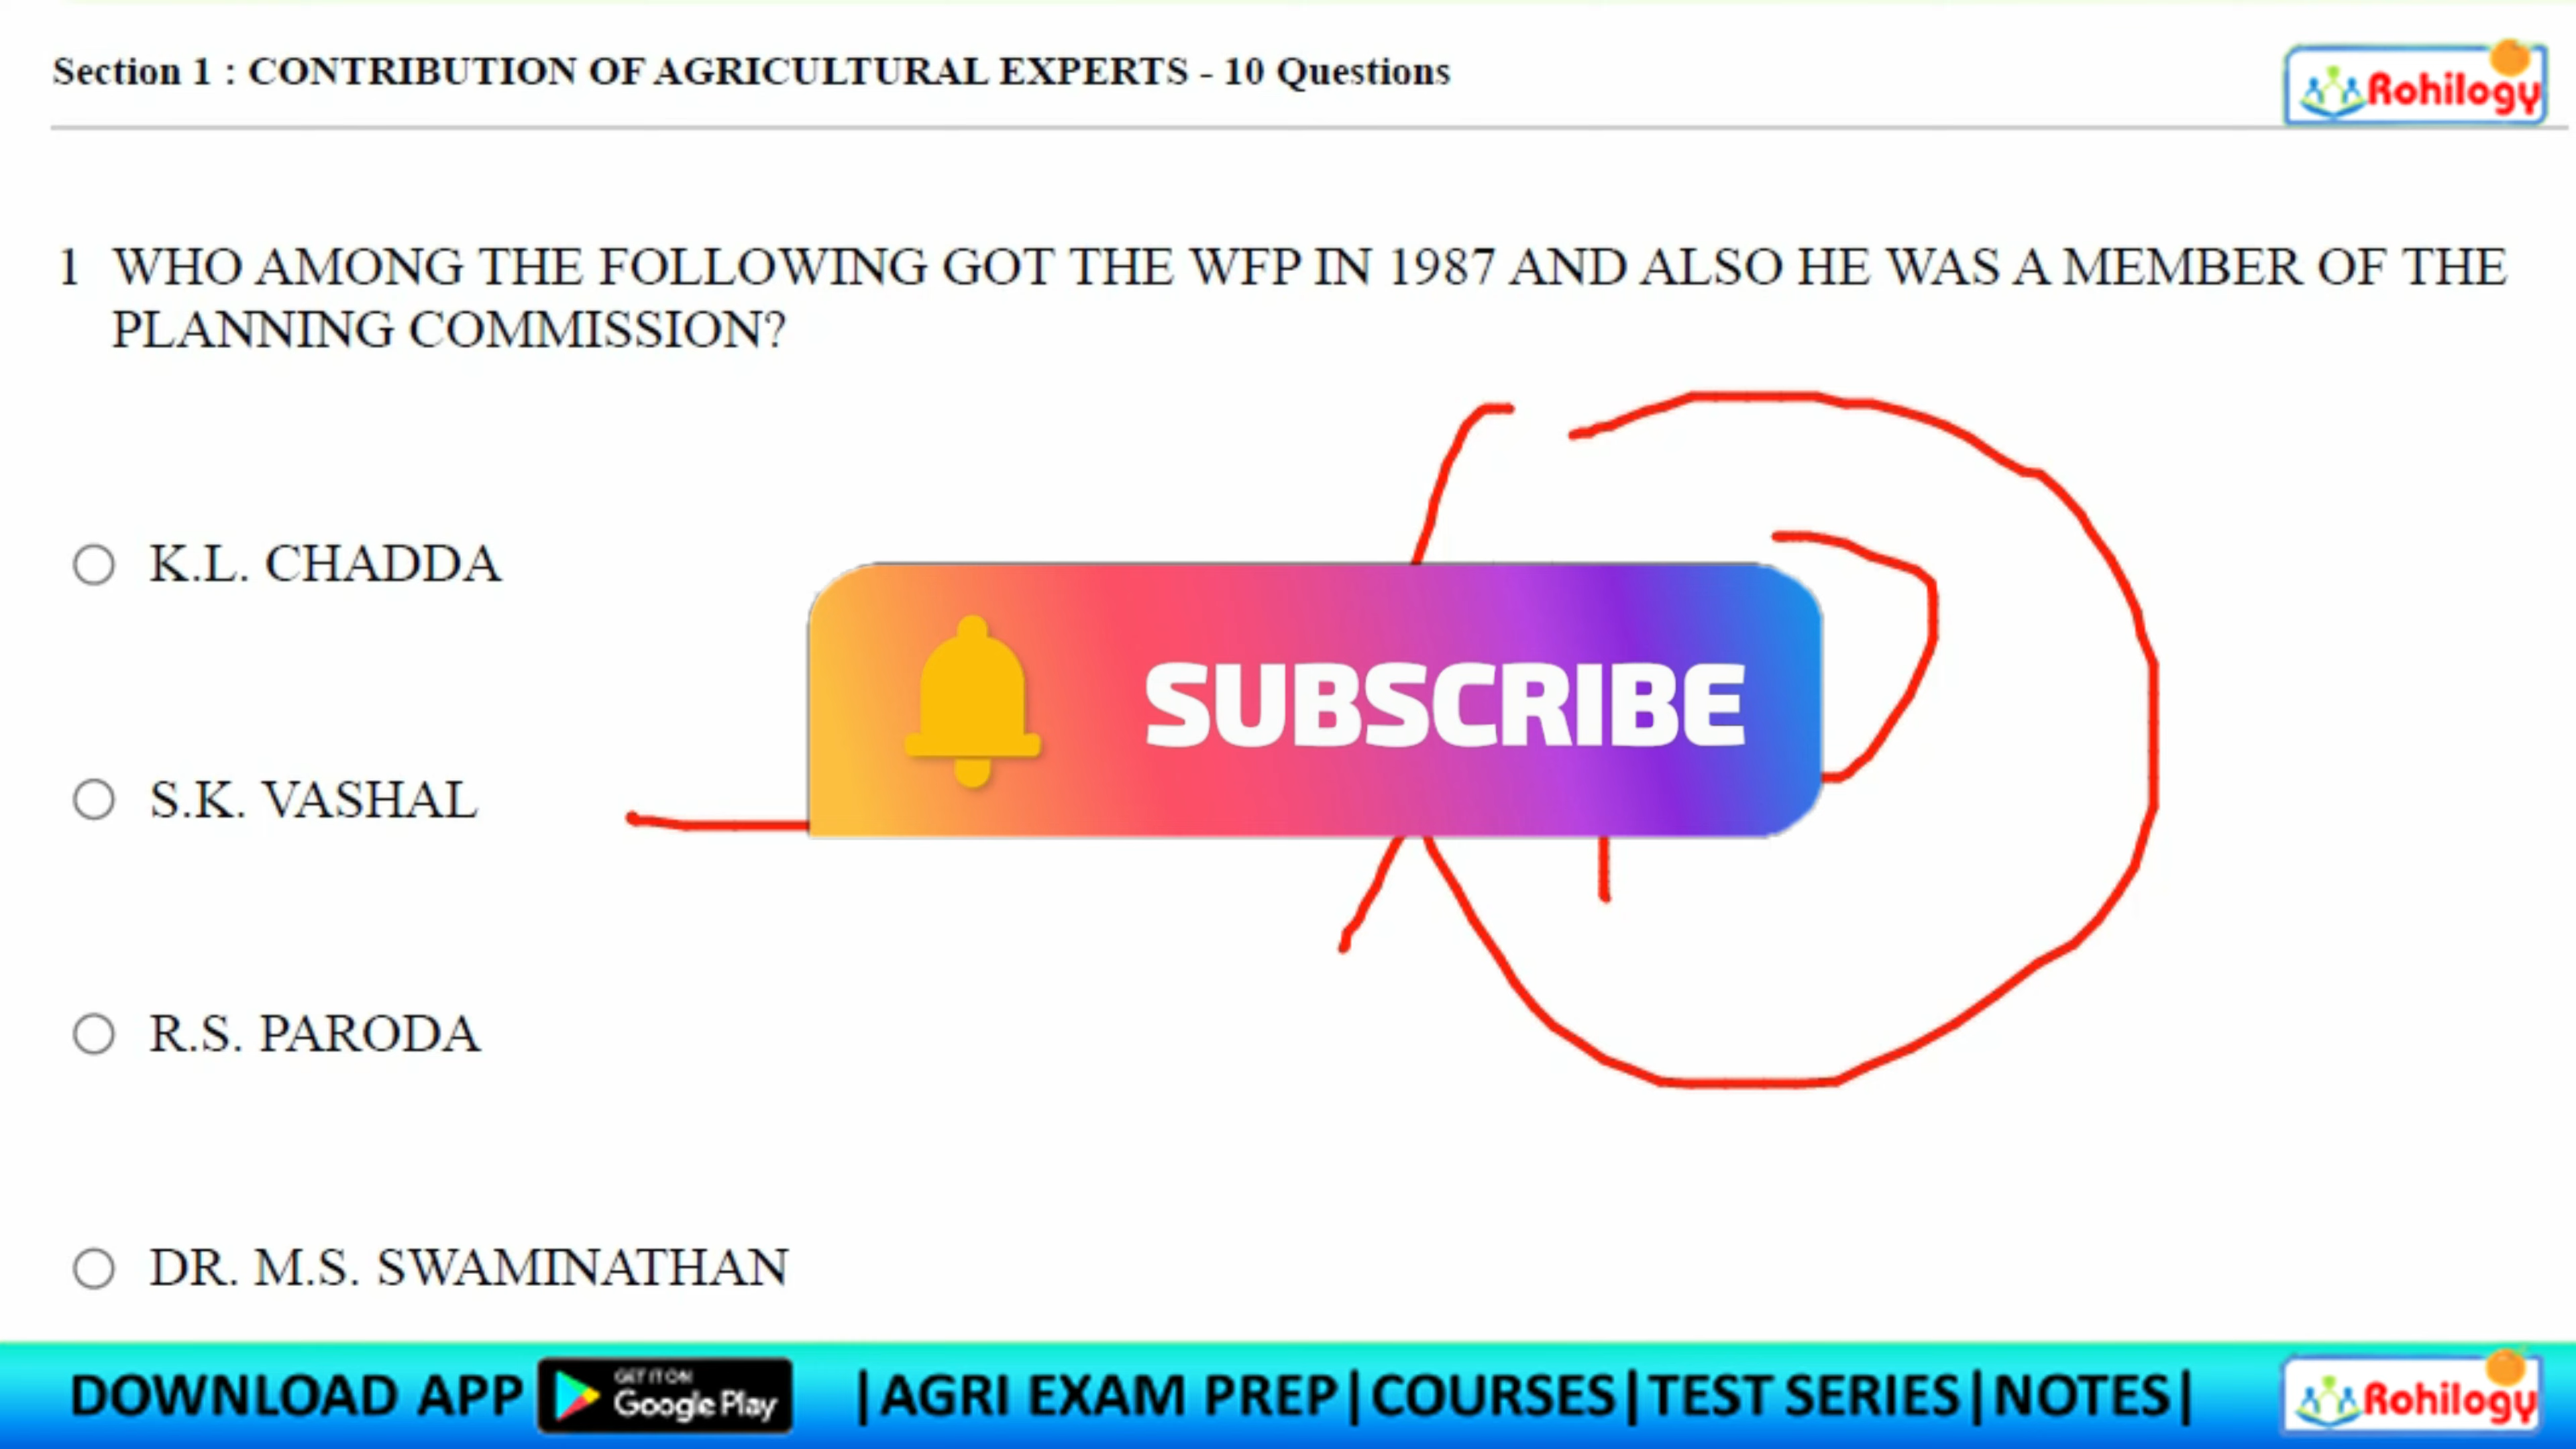 Section 1 : CONTRIBUTION OF AGRICULTURAL EXPERTS - 10 Questions
Rohilogy
1 WHO AMONG THE FOLLOWING GOT THE WFP IN 1987 AND ALSO HE WAS A MEMBER OF THE
PLANNING COMMISSION?
K.L. CHADDA
SUBSCRIBE
S.K. VASHAL
R.S. PARODA
DR. M.S. SWAMINATHAN
DOWNLOAD APP GET IT ON Google Play |AGRI EXAM PREP|COURSES|TEST SERIES|NOTES| Rohilogy